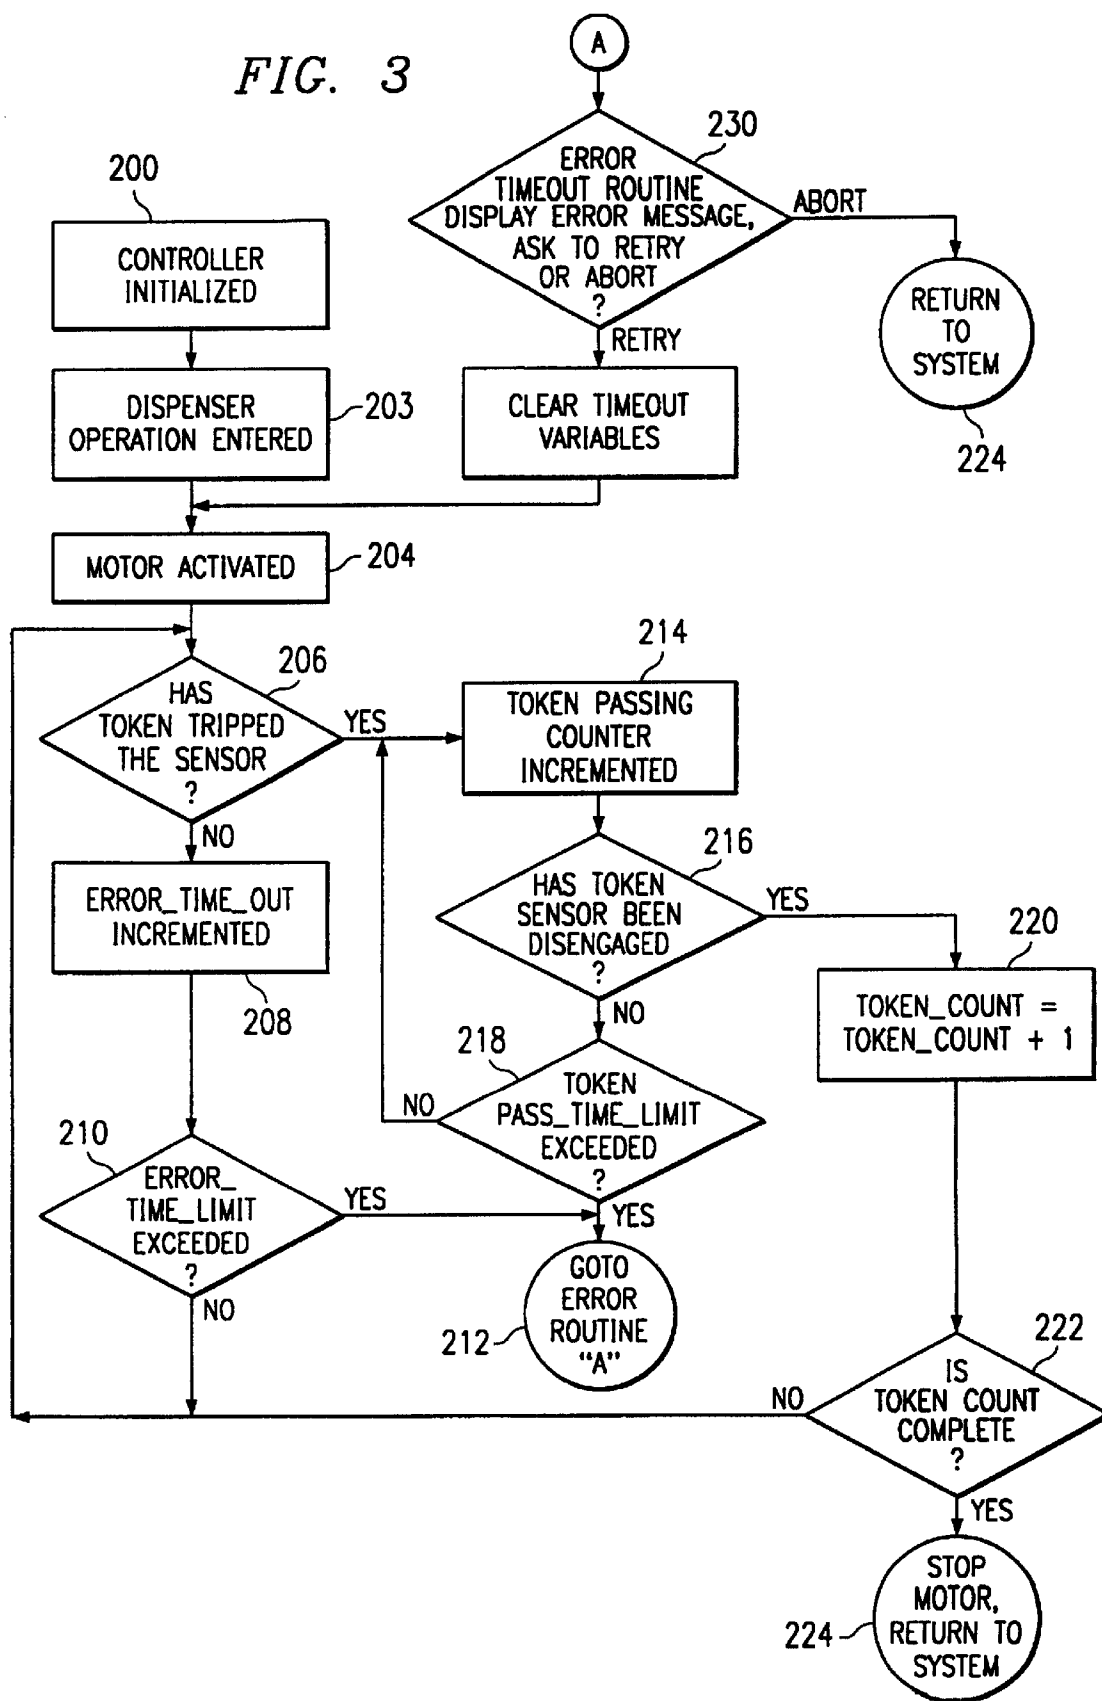 FIG. 3
A
230
ERROR
TIMEOUT ROUTINE
DISPLAY ERROR MESSAGE,
ASK TO RETRY
OR ABORT
?
ABORT
RETURN
TO
SYSTEM
224
RETRY
CLEAR TIMEOUT
VARIABLES
200
CONTROLLER
INITIALIZED
DISPENSER
OPERATION ENTERED
203
MOTOR ACTIVATED
204
206
HAS
TOKEN TRIPPED
THE SENSOR
?
YES
NO
214
TOKEN PASSING
COUNTER
INCREMENTED
ERROR_TIME_OUT
INCREMENTED
208
216
HAS TOKEN
SENSOR BEEN
DISENGAGED
?
YES
NO
220
TOKEN_COUNT =
TOKEN_COUNT + 1
218
TOKEN
PASS_TIME_LIMIT
EXCEEDED
?
NO
YES
210
ERROR_
TIME_LIMIT
EXCEEDED
?
YES
NO
GOTO
ERROR
ROUTINE
"A"
212
222
IS
TOKEN COUNT
COMPLETE
?
NO
YES
STOP
MOTOR,
RETURN TO
SYSTEM
224